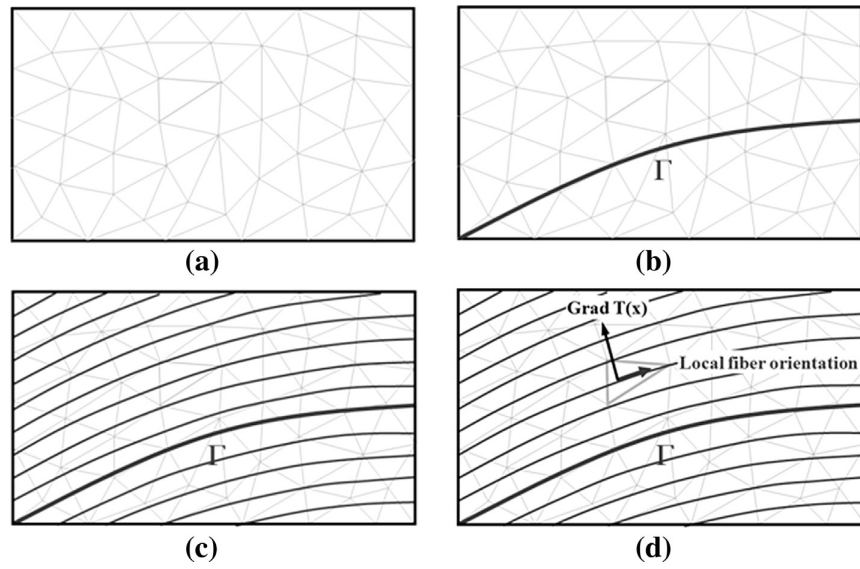 Γ
(a)
(b)
Grad T(x)
Local fiber orientation
Γ
Γ
(c)
(d)